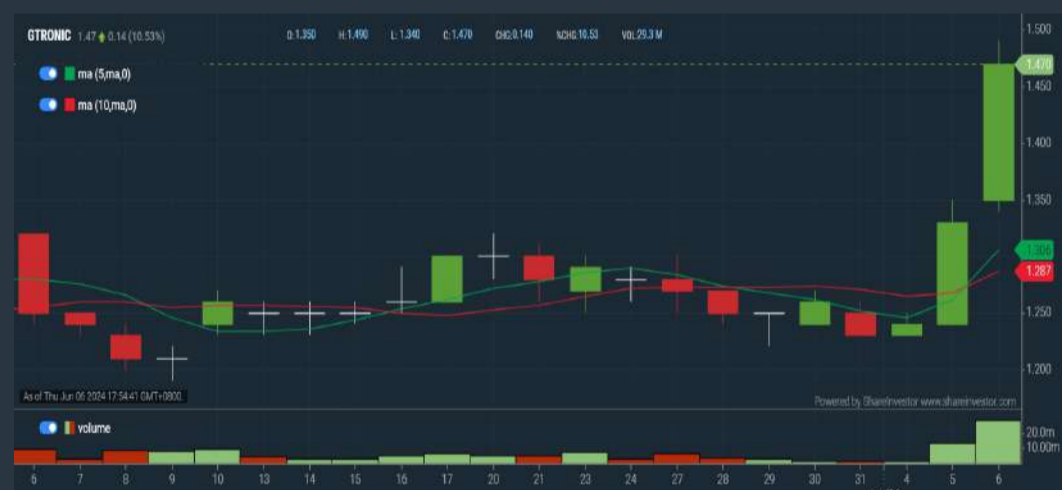 GTRONIC 1.47 0.14 (10.53%) O:1.350 H:1.490 L:1.340 C:1.470 CHG:0.140 %CHG:10.53 VOL:29.3 M
ma (5,ma,0)
ma (10,ma,0)
1.500
1.470
1.450
1.400
1.350
1.306
1.287
1.250
1.200
As of Thu Jun 06 2024 17:54:41 GMT+0800
Powered by ShareInvestor www.shareinvestor.com
volume
20.0m
10.00m
6 7 8 9 10 13 14 15 16 17 20 21 23 24 27 28 29 30 31 4 5 6